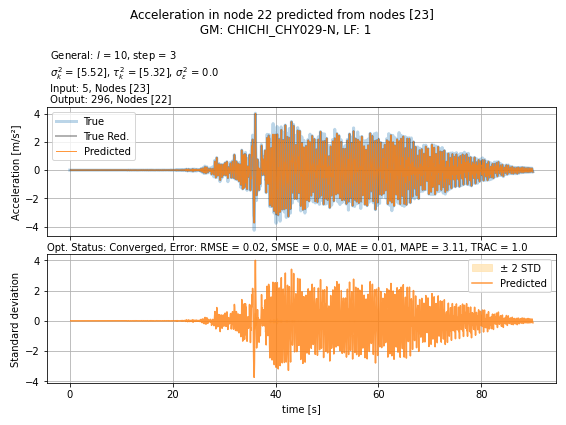 Acceleration in node 22 predicted from nodes [23]
GM: CHICHI_CHY029-N, LF: 1
General: l = 10, step = 3
σ²ₖ = [5.52], τ²ₖ = [5.32], σ²ε = 0.0
Input: 5, Nodes [23]
Output: 296, Nodes [22]
Acceleration [m/s²]
4
2
0
−2
−4
True
True Red.
Predicted
Opt. Status: Converged, Error: RMSE = 0.02, SMSE = 0.0, MAE = 0.01, MAPE = 3.11, TRAC = 1.0
Standard deviation
4
2
0
−2
−4
± 2 STD
Predicted
0 20 40 60 80
time [s]